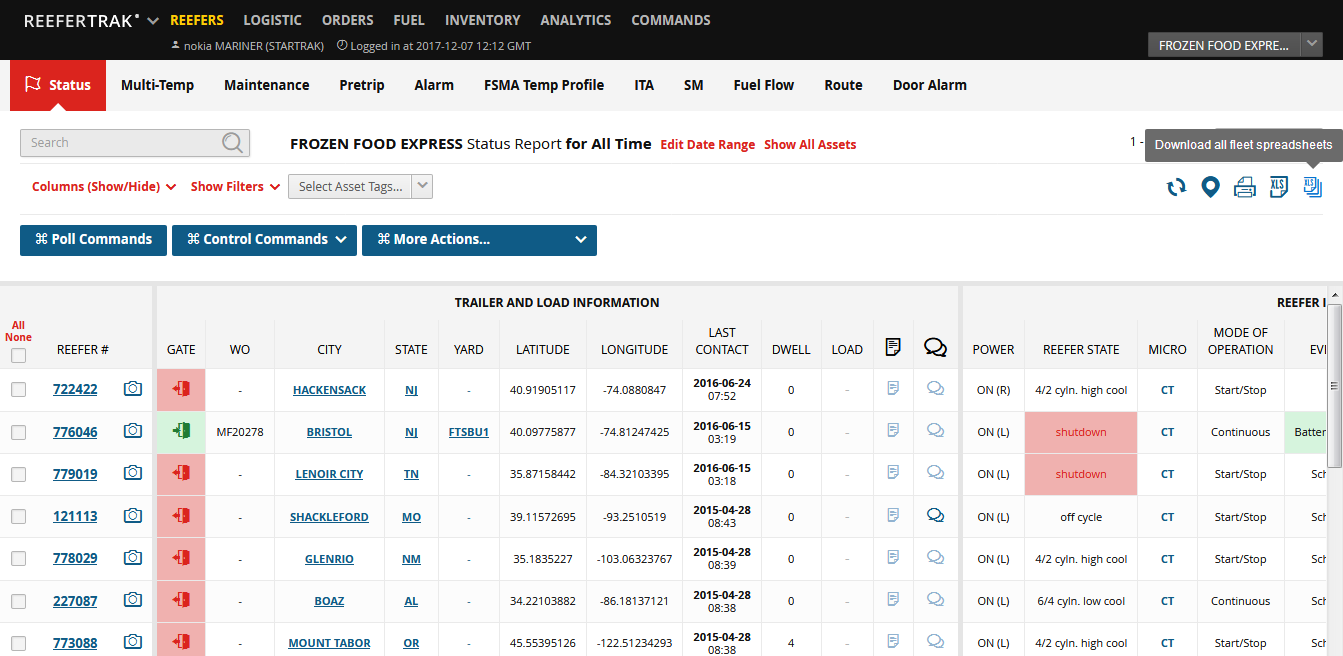 REEFERTRAK REEFERS LOGISTIC ORDERS FUEL INVENTORY ANALYTICS COMMANDS
nokia MARINER (STARTRAK) Logged in at 2017-12-07 12:12 GMT
FROZEN FOOD EXPRE...
Status Multi-Temp Maintenance Pretrip Alarm FSMA Temp Profile ITA SM Fuel Flow Route Door Alarm
Search FROZEN FOOD EXPRESS Status Report for All Time Edit Date Range Show All Assets 1 - Download all fleet spreadsheets
Columns (Show/Hide) Show Filters Select Asset Tags... XLS XLS
⌘ Poll Commands ⌘ Control Commands ⌘ More Actions...
TRAILER AND LOAD INFORMATION REEFER I
All
None
REEFER # GATE WO CITY STATE YARD LATITUDE LONGITUDE LAST CONTACT DWELL LOAD POWER REEFER STATE MICRO MODE OF OPERATION EVI
722422 - HACKENSACK NJ - 40.91905117 -74.0880847 2016-06-24 07:52 0 - ON (R) 4/2 cyln. high cool CT Start/Stop
776046 MF20278 BRISTOL NJ FTSBU1 40.09775877 -74.81247425 2016-06-15 03:19 0 - ON (L) shutdown CT Continuous Batter
779019 - LENOIR CITY TN - 35.87158442 -84.32103395 2016-06-15 03:18 0 - ON (L) shutdown CT Start/Stop Sch
121113 - SHACKLEFORD MO - 39.11572695 -93.2510519 2015-04-28 08:43 0 - ON (L) off cycle CT Start/Stop Sch
778029 - GLENRIO NM - 35.1835227 -103.06323767 2015-04-28 08:39 0 - ON (L) 4/2 cyln. high cool CT Start/Stop Sch
227087 - BOAZ AL - 34.22103882 -86.18137121 2015-04-28 08:38 0 - ON (L) 6/4 cyln. low cool CT Continuous Sch
773088 - MOUNT TABOR OR - 45.55395126 -122.51234293 2015-04-28 08:38 4 - ON (L) 4/2 cyln. high cool CT Start/Stop Sch